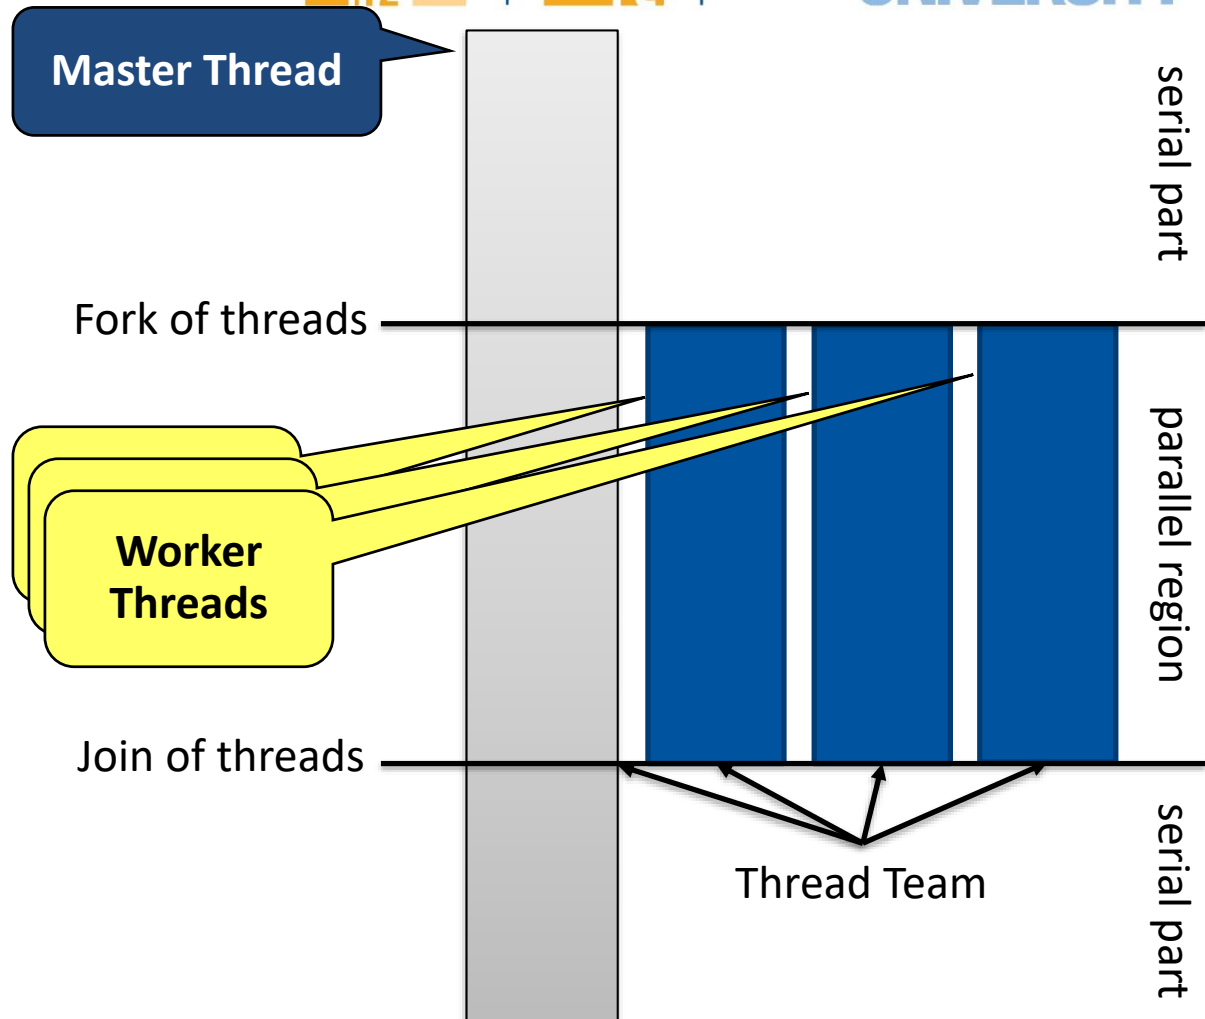 Master Thread
serial part
Fork of threads
parallel region
Worker
Threads
Join of threads
Thread Team
serial part